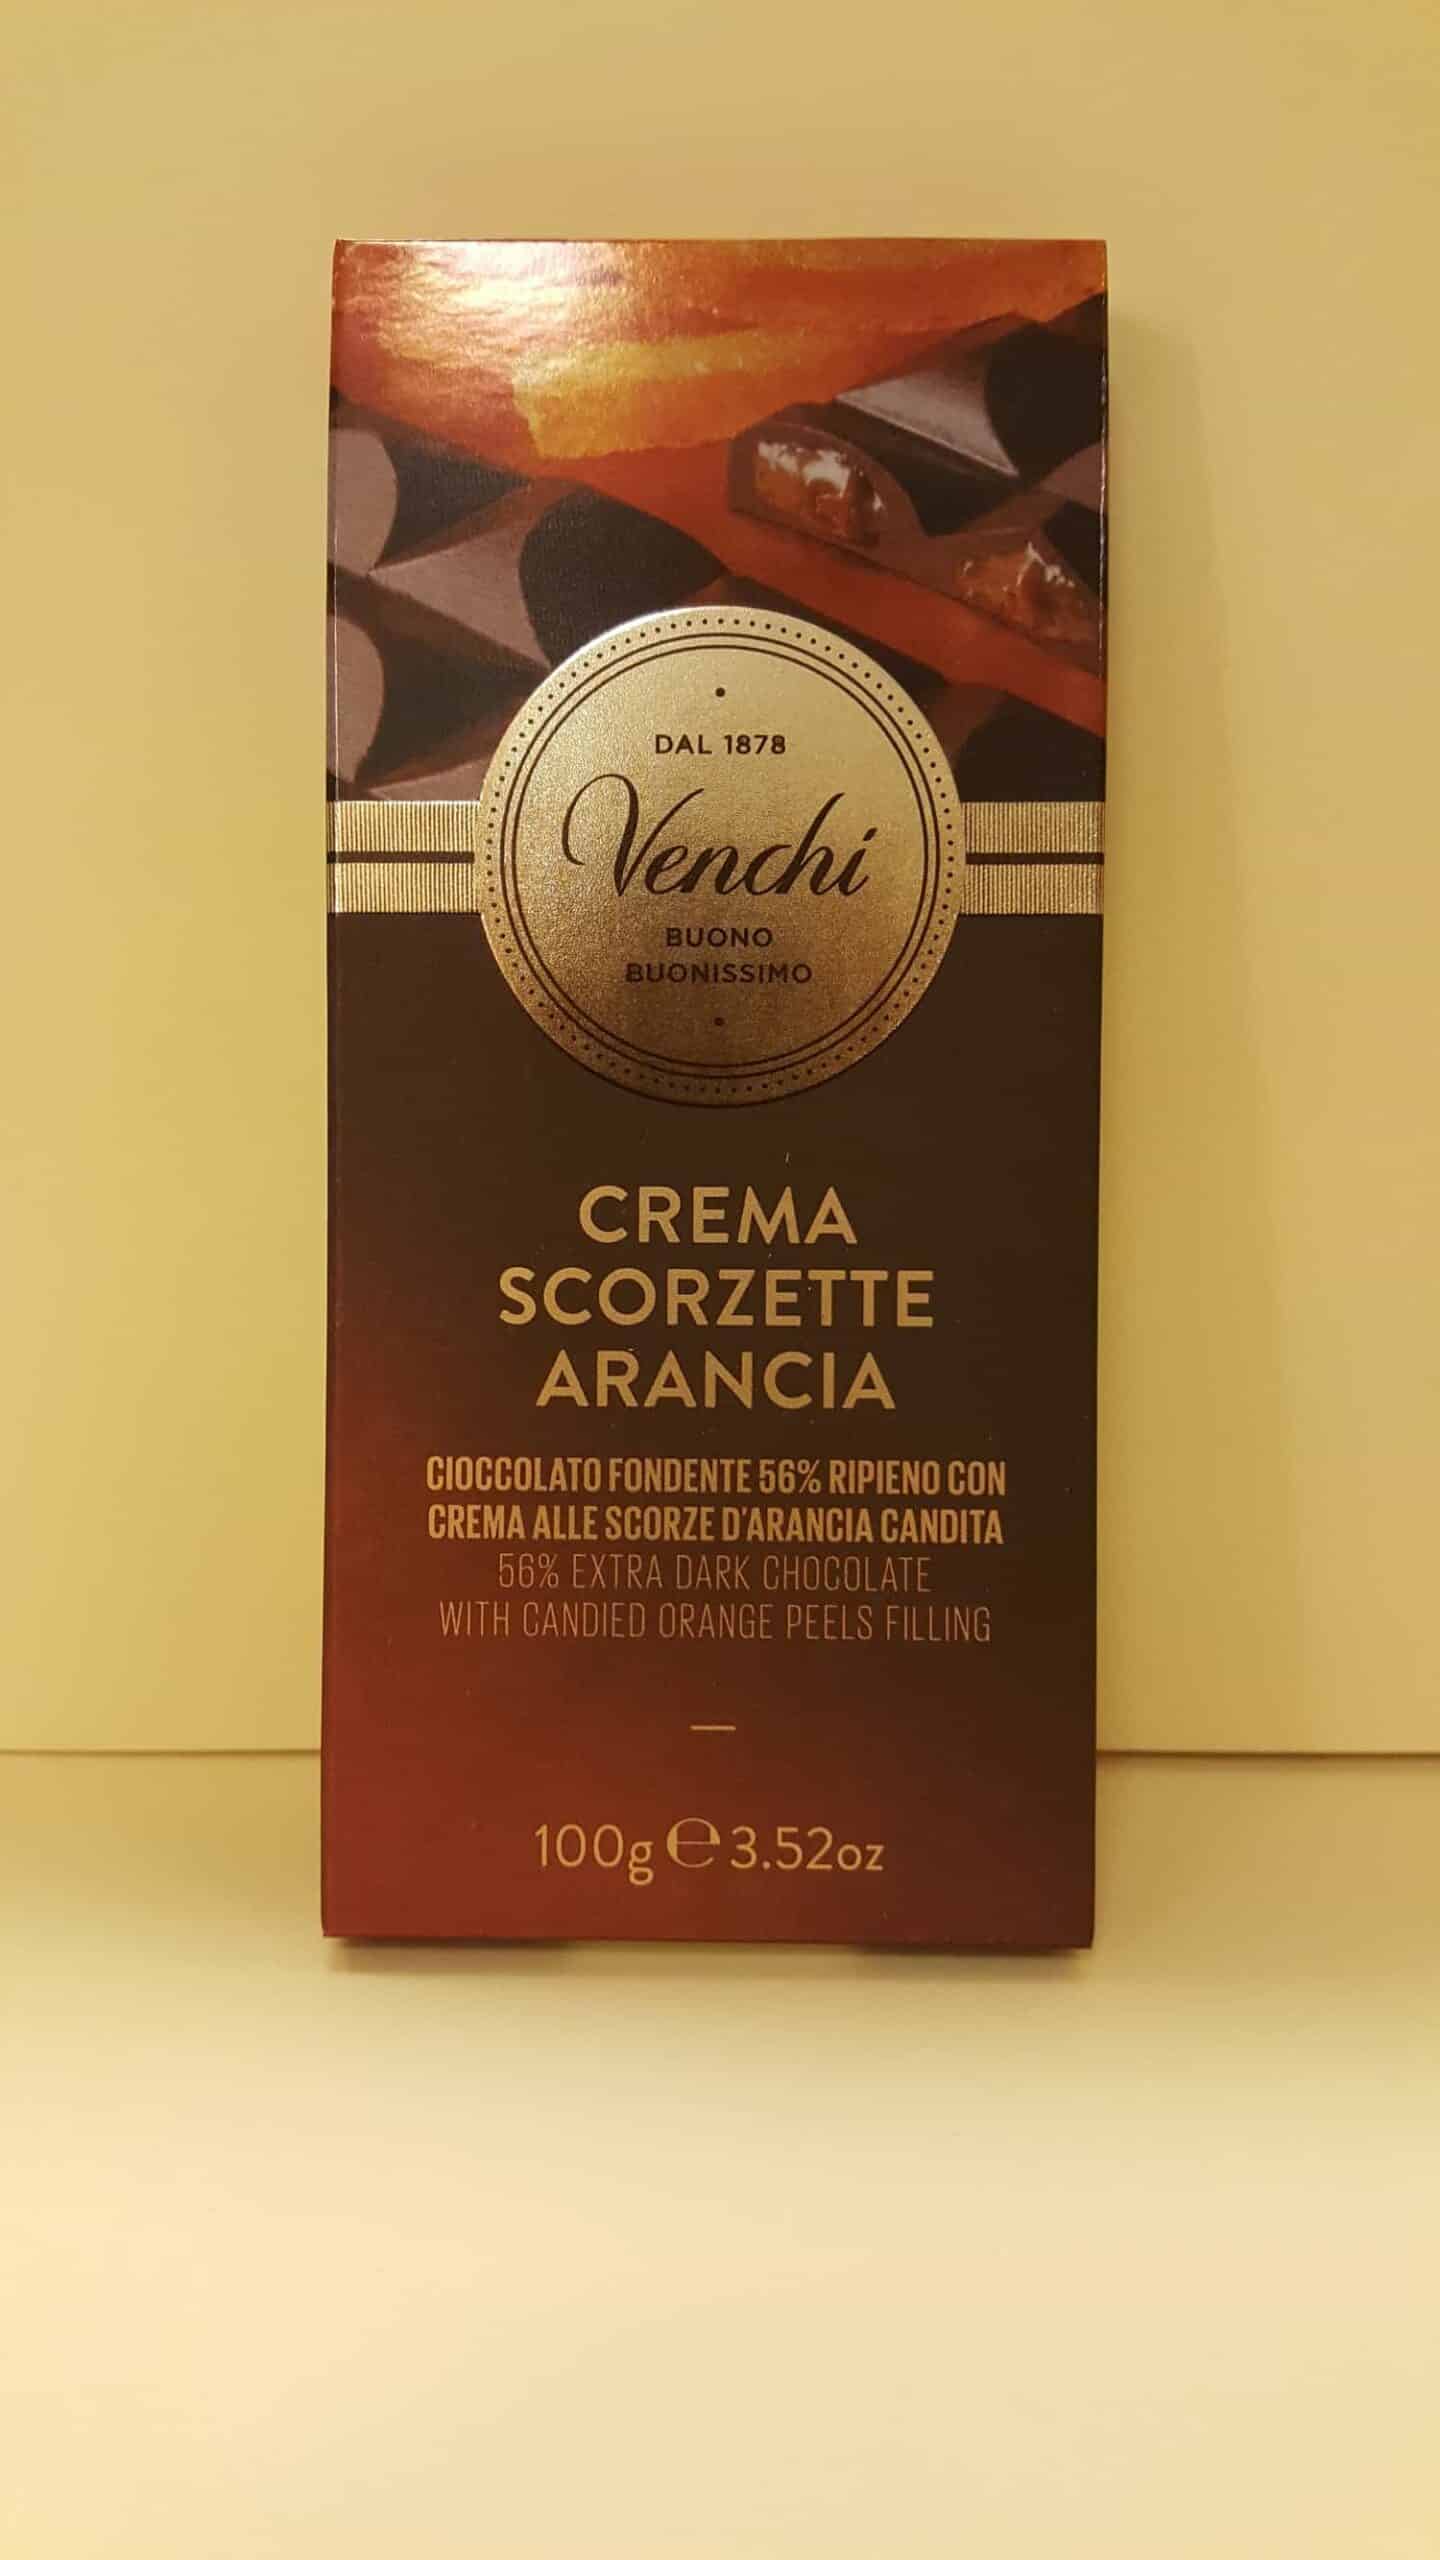 DAL 1878
Venchi
BUONO
BUONISSIMO
CREMA
SCORZETTE
ARANCIA
CIOCCOLATO FONDENTE 56% RIPIENO CON
CREMA ALLE SCORZE D'ARANCIA CANDITA
56% EXTRA DARK CHOCOLATE
WITH CANDIED ORANGE PEELS FILLING
100g ℮ 3.52oz